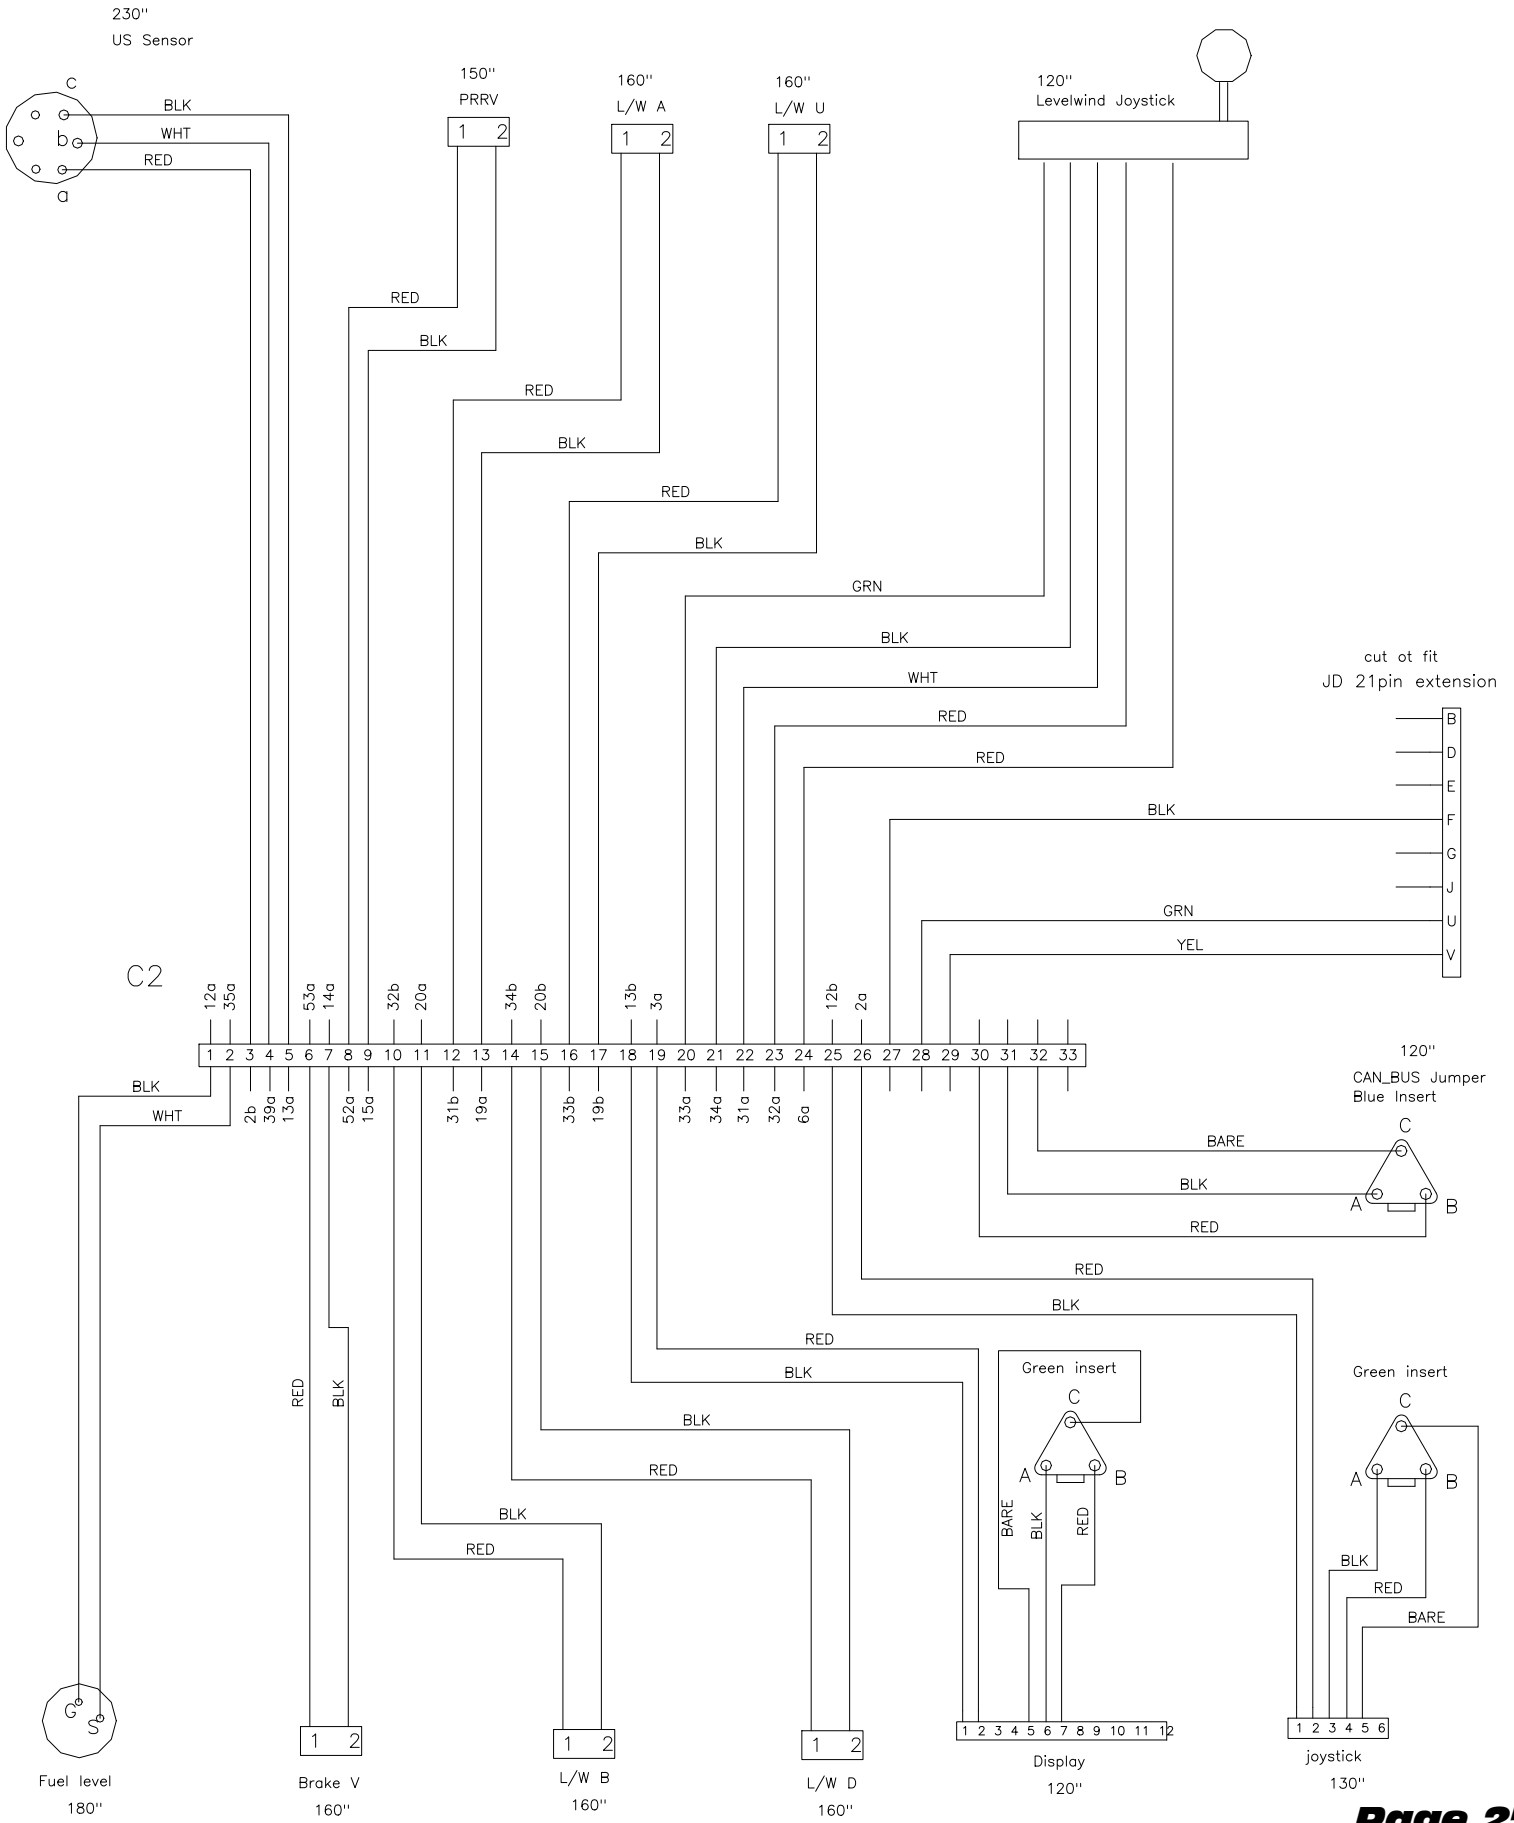 230"
US Sensor
c
b
a
BLK
WHT
RED
150"
PRRV
1 2
160"
L/W A
1 2
160"
L/W U
1 2
120"
Levelwind Joystick
RED
BLK
RED
BLK
RED
BLK
GRN
BLK
WHT
RED
RED
cut ot fit
JD 21pin extension
B
D
E
F
G
J
U
V
BLK
GRN
YEL
C2
12a 35a 53a 14a 32b 20a 34b 20b 13b 3a 12b 2a
1 2 3 4 5 6 7 8 9 10 11 12 13 14 15 16 17 18 19 20 21 22 23 24 25 26 27 28 29 30 31 32 33
2b 39a 13a 52a 15a 31b 19a 33b 19b 33a 34a 31a 32a 6a
BLK
WHT
120"
CAN_BUS Jumper
Blue Insert
C
A
B
BARE
BLK
RED
RED
BLK
RED
BLK
RED
BLK
BLK
RED
BLK
RED
Green insert
C
A
B
BARE
BLK
RED
Green insert
C
A
B
BLK
RED
BARE
G
S
Fuel level
180"
1 2
Brake V
160"
1 2
L/W B
160"
1 2
L/W D
160"
1 2 3 4 5 6 7 8 9 10 11 12
Display
120"
1 2 3 4 5 6
joystick
130"
Page